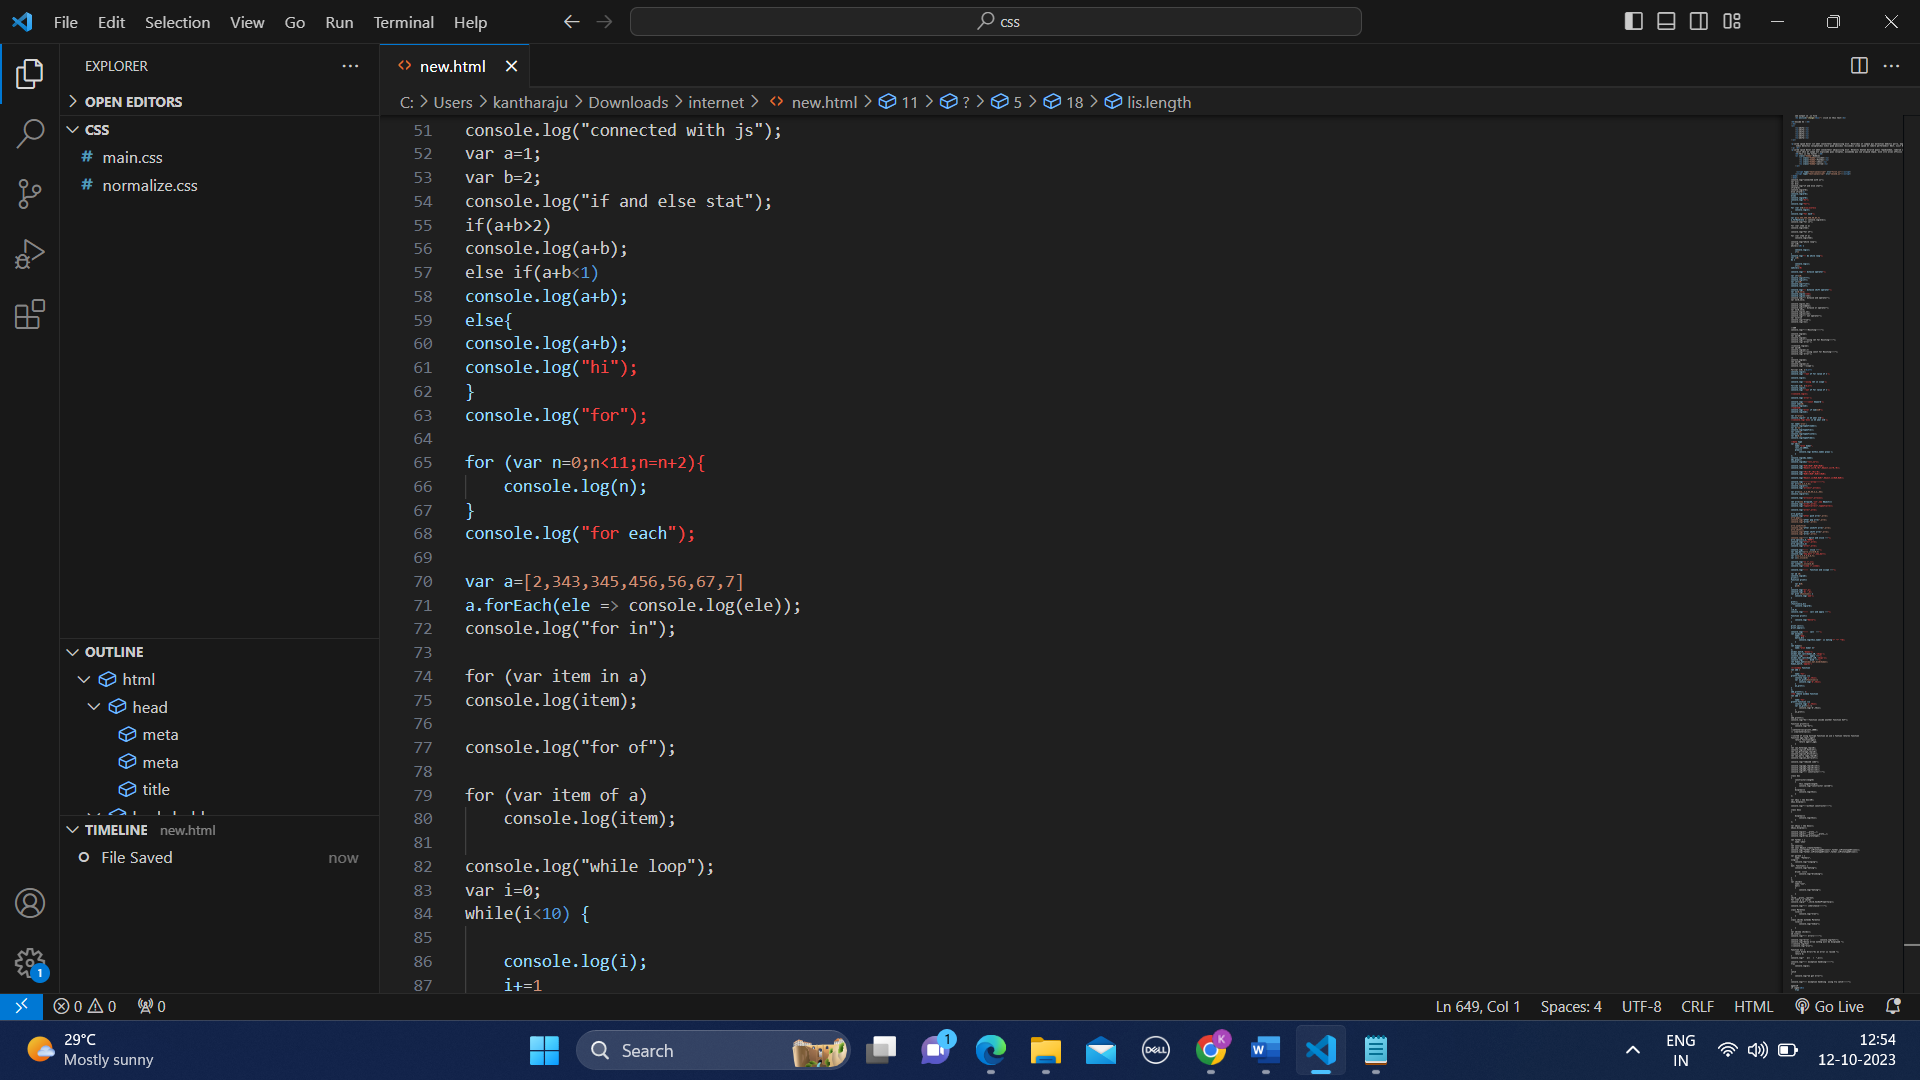 File Edit Selection View Go Run Terminal Help
css
EXPLORER
OPEN EDITORS
CSS
# main.css
# normalize.css
OUTLINE
html
head
meta
meta
title
TIMELINE new.html
File Saved now
new.html
C: > Users > kantharaju > Downloads > internet > new.html > 11 > ? > 5 > 18 > lis.length
51 console.log("connected with js");
52 var a=1;
53 var b=2;
54 console.log("if and else stat");
55 if(a+b>2)
56 console.log(a+b);
57 else if(a+b<1)
58 console.log(a+b);
59 else{
60 console.log(a+b);
61 console.log("hi");
62 }
63 console.log("for");
64
65 for (var n=0;n<11;n=n+2){
66 console.log(n);
67 }
68 console.log("for each");
69
70 var a=[2,343,345,456,56,67,7]
71 a.forEach(ele => console.log(ele));
72 console.log("for in");
73
74 for (var item in a)
75 console.log(item);
76
77 console.log("for of");
78
79 for (var item of a)
80 console.log(item);
81
82 console.log("while loop");
83 var i=0;
84 while(i<10) {
85
86 console.log(i);
87 i+=1
1
0 0 0
Ln 649, Col 1 Spaces: 4 UTF-8 CRLF HTML Go Live
29°C
Mostly sunny
Search
1
DELL
K
W
ENG
IN
12:54
12-10-2023